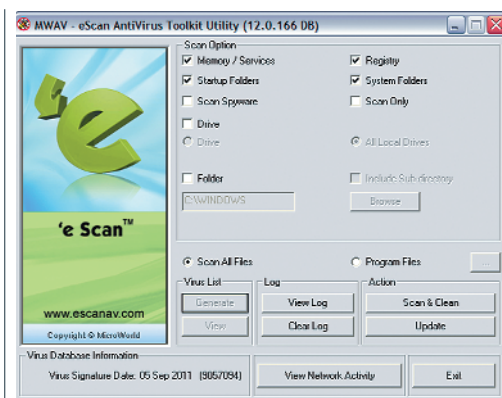 MWAV - eScan AntiVirus Toolkit Utility (12.0.166 DB)
Scan Option
Memory / Services
Registry
Startup Folders
System Folders
Scan Spyware
Scan Only
Drive
Drive
All Local Drives
Folder
Include Sub-directory
C:\WINDOWS
Browse
Scan All Files
Program Files
...
'e Scan™
www.escanav.com
Copyright © MicroWorld
Virus List
Log
Action
Generate
View Log
Scan & Clean
View
Clear Log
Update
Virus Database Information
Virus Signature Date: 05 Sep 2011 (9057094)
View Network Activity
Exit